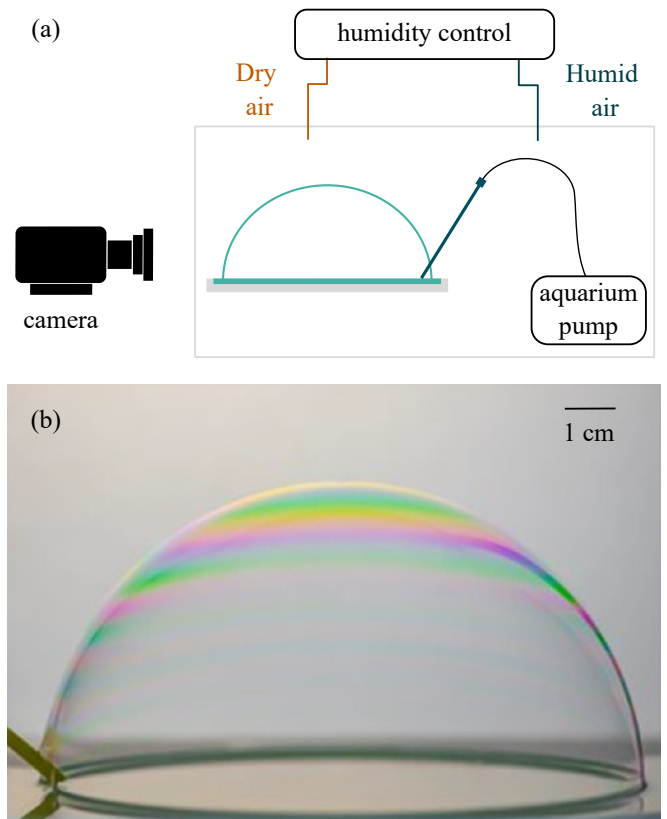 (a)
humidity control
Dry
air
Humid
air
camera
aquarium
pump
(b)
1 cm